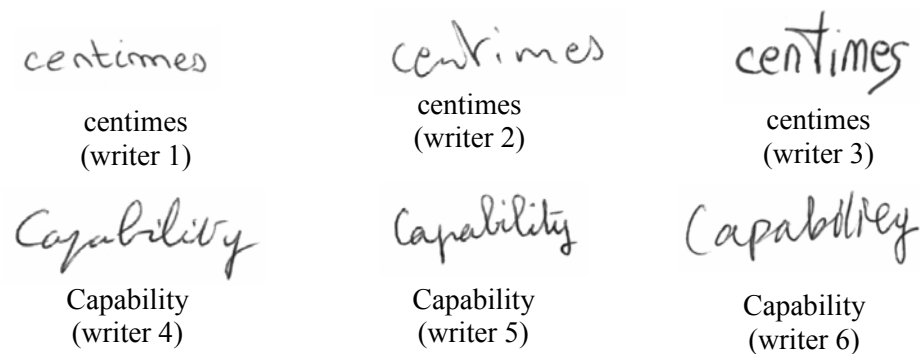 centimes centimes centimes
centimes centimes centimes
(writer 1) (writer 2) (writer 3)
Capability Capability Capability
Capability Capability Capability
(writer 4) (writer 5) (writer 6)